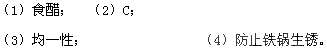 (1) 食醋； (2) C；
(3) 均一性； (4) 防止铁锅生锈。